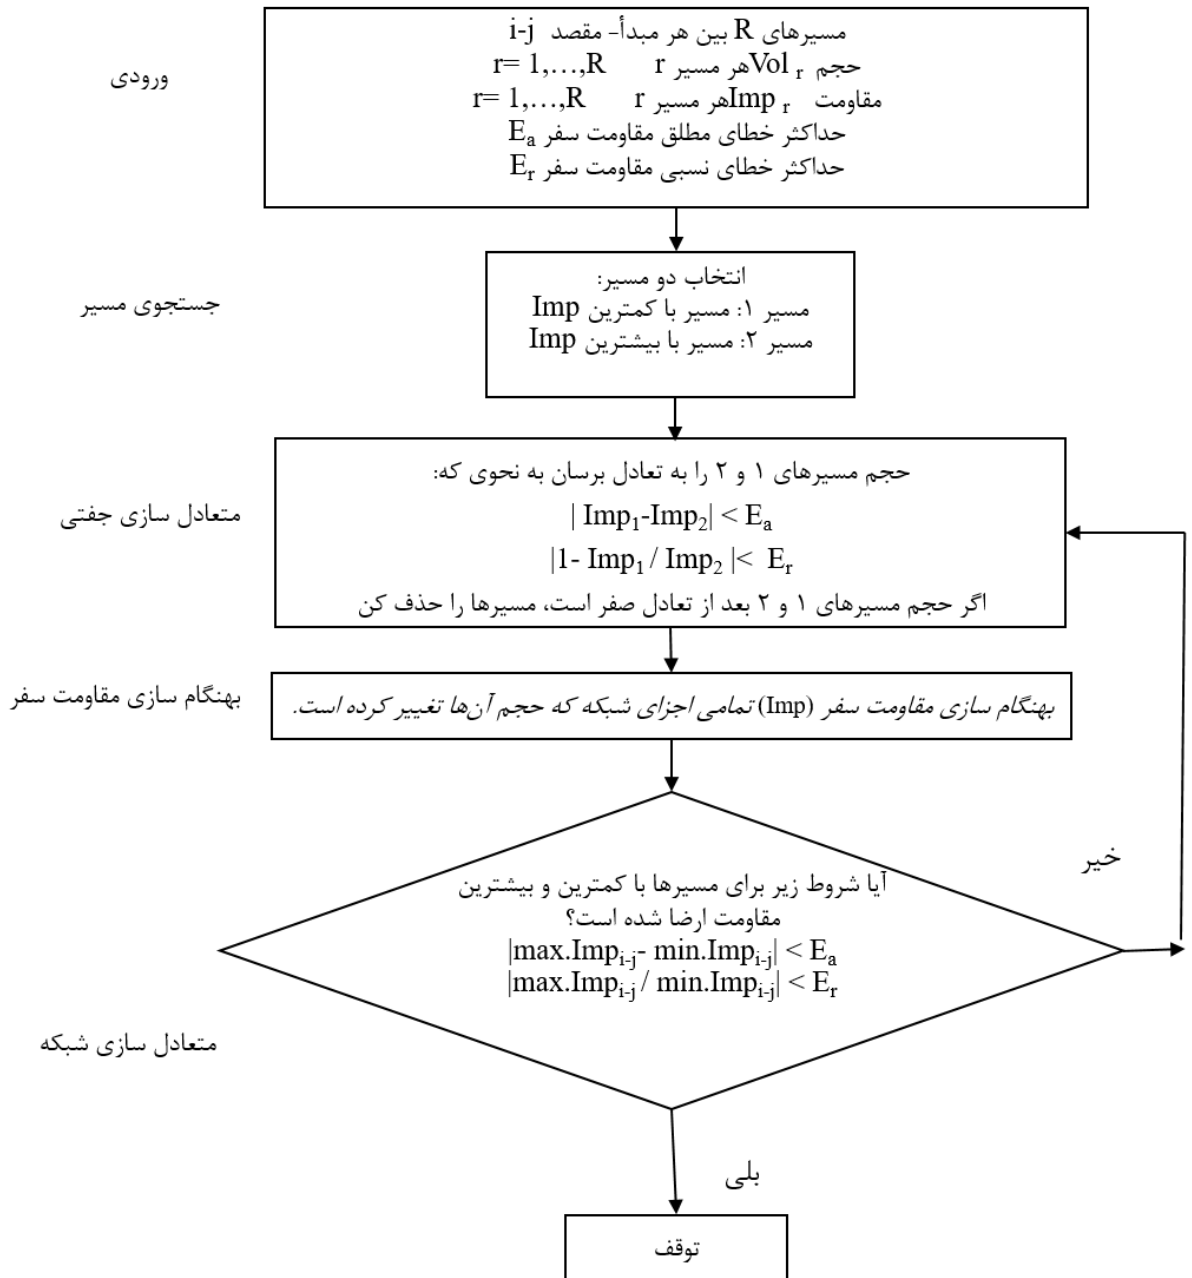 ورودی
مسیرهای R بین هر مبدأ- مقصد i-j
حجم Vol r هر مسیر r r= 1,…,R
مقاومت Imp r هر مسیر r r= 1,…,R
حداکثر خطای مطلق مقاومت سفر Ea
حداکثر خطای نسبی مقاومت سفر Er
جستجوی مسیر
انتخاب دو مسیر:
مسیر ۱: مسیر با کمترین Imp
مسیر ۲: مسیر با بیشترین Imp
متعادل سازی جفتی
حجم مسیرهای ۱ و ۲ را به تعادل برسان به نحوی که:
| Imp1-Imp2| < Ea
|1- Imp1 / Imp2 |< Er
اگر حجم مسیرهای ۱ و ۲ بعد از تعادل صفر است، مسیرها را حذف کن
بهنگام سازی مقاومت سفر
بهنگام سازی مقاومت سفر (Imp) تمامی اجزای شبکه که حجم آن‌ها تغییر کرده است.
خیر
آیا شروط زیر برای مسیرها با کمترین و بیشترین
مقاومت ارضا شده است؟
|max.Impi-j- min.Impi-j| < Ea
|max.Impi-j / min.Impi-j| < Er
متعادل سازی شبکه
بلی
توقف